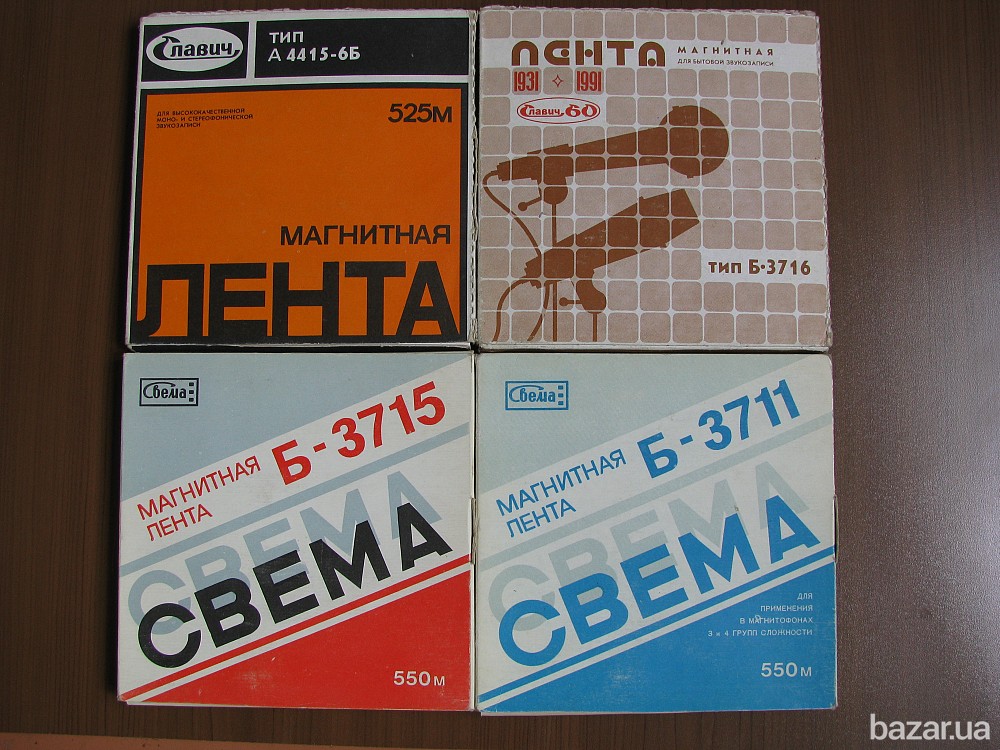 Славич
ТИП
А 4415-6Б
ДЛЯ ВЫСОКОКАЧЕСТВЕННОЙ
МОНО- И СТЕРЕОФОНИЧЕСКОЙ
ЗВУКОЗАПИСИ
525М
МАГНИТНАЯ
ЛЕНТА
ЛЕНТА
МАГНИТНАЯ
ДЛЯ БЫТОВОЙ ЗВУКОЗАПИСИ
1931 1991
Славич 60
ТИП Б·3716
Свема
МАГНИТНАЯ
ЛЕНТА
Б-3715
СВЕМА
СВЕМА
550м
Свема
МАГНИТНАЯ
ЛЕНТА
Б-3711
СВЕМА
СВЕМА
ДЛЯ
ПРИМЕНЕНИЯ
В МАГНИТОФОНАХ
3 и 4 ГРУПП СЛОЖНОСТИ
550м
bazar.ua